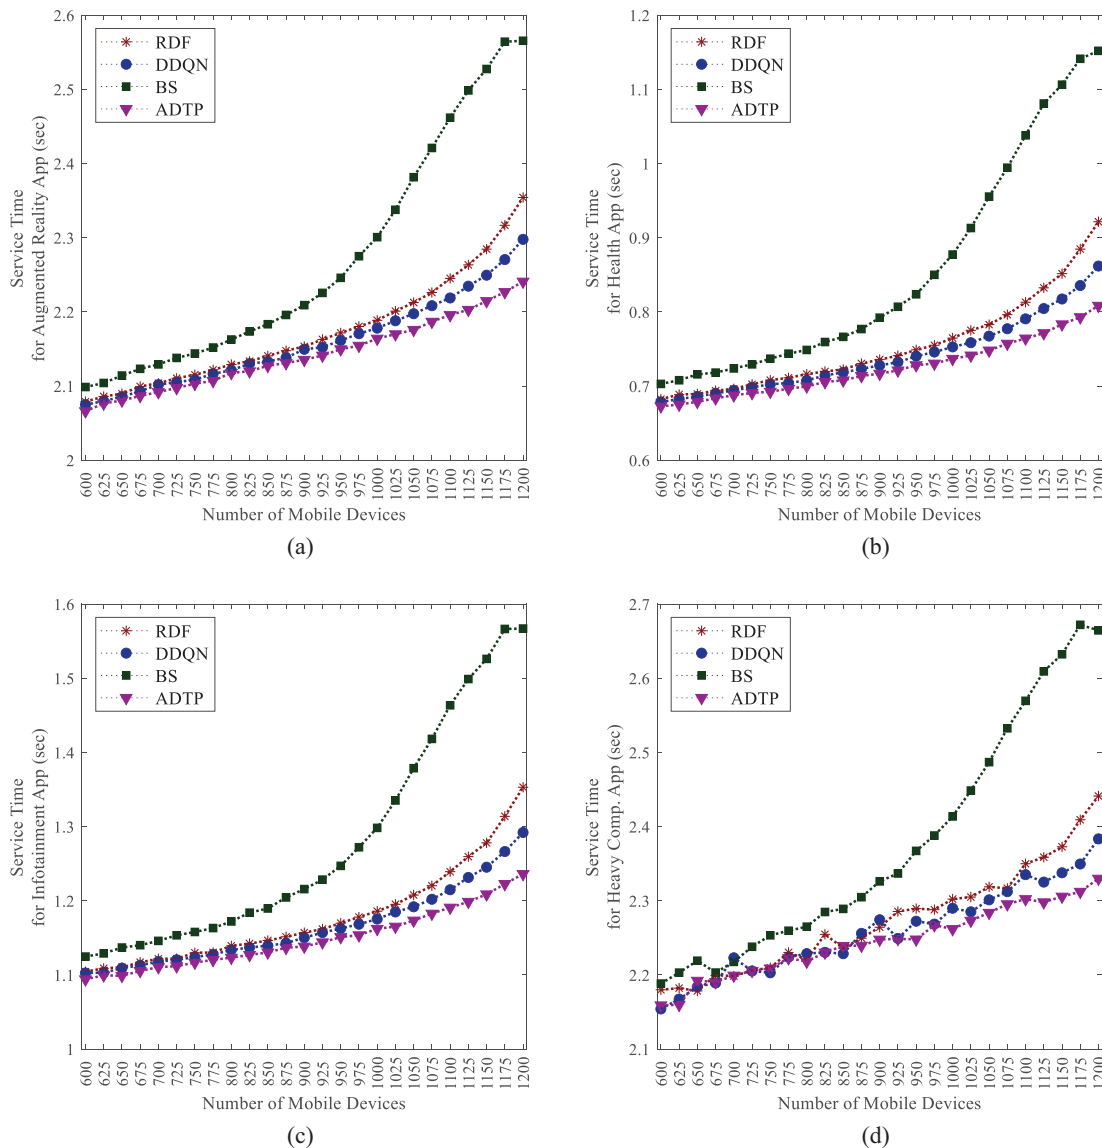 2.6
2.5
2.4
2.3
2.2
2.1
2
Service Time
for Augmented Reality App (sec)
RDF
DDQN
BS
ADTP
600 625 650 675 700 725 750 775 800 825 850 875 900 925 950 975 1000 1025 1050 1075 1100 1125 1150 1175 1200
Number of Mobile Devices
(a)
1.2
1.1
1
0.9
0.8
0.7
0.6
Service Time
for Health App (sec)
RDF
DDQN
BS
ADTP
600 625 650 675 700 725 750 775 800 825 850 875 900 925 950 975 1000 1025 1050 1075 1100 1125 1150 1175 1200
Number of Mobile Devices
(b)
1.6
1.5
1.4
1.3
1.2
1.1
1
Service Time
for Infotainment App (sec)
RDF
DDQN
BS
ADTP
600 625 650 675 700 725 750 775 800 825 850 875 900 925 950 975 1000 1025 1050 1075 1100 1125 1150 1175 1200
Number of Mobile Devices
(c)
2.7
2.6
2.5
2.4
2.3
2.2
2.1
Service Time
for Heavy Comp. App (sec)
RDF
DDQN
BS
ADTP
600 625 650 675 700 725 750 775 800 825 850 875 900 925 950 975 1000 1025 1050 1075 1100 1125 1150 1175 1200
Number of Mobile Devices
(d)